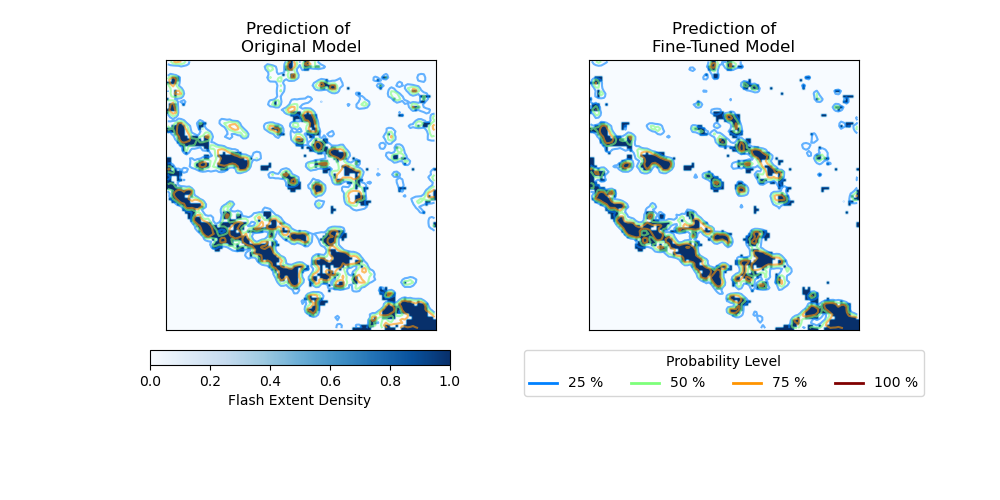 Prediction of
Original Model
Prediction of
Fine-Tuned Model
0.0 0.2 0.4 0.6 0.8 1.0
Flash Extent Density
Probability Level
25 % 50 % 75 % 100 %